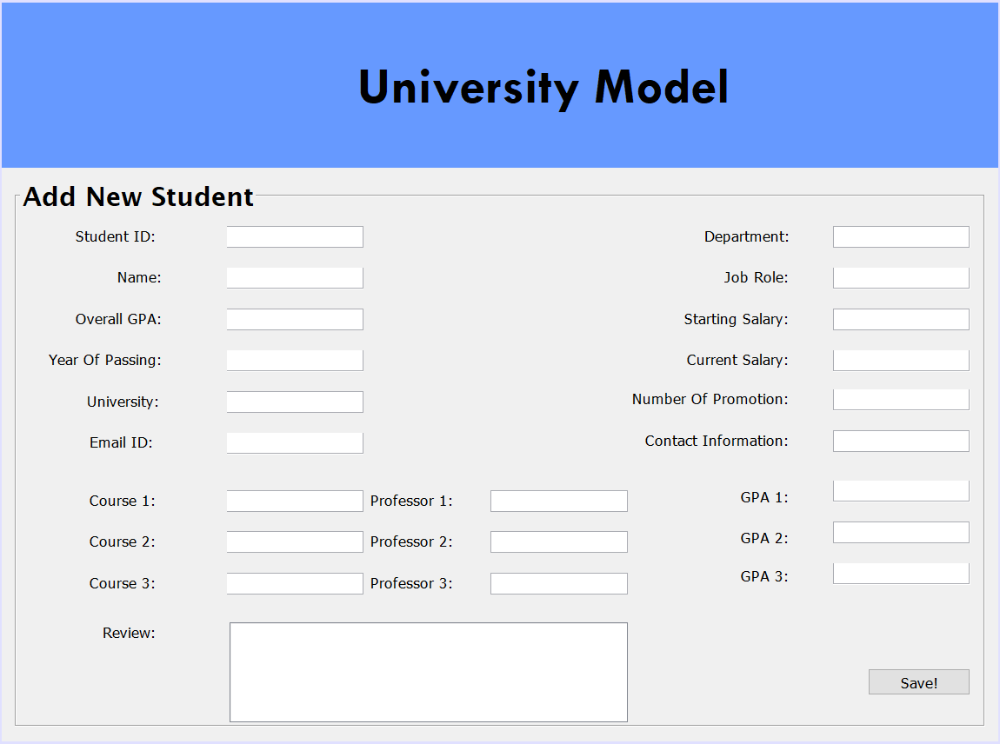 University Model
Add New Student
Student ID:
Department:
Name:
Job Role:
Overall GPA:
Starting Salary:
Year Of Passing:
Current Salary:
University:
Number Of Promotion:
Email ID:
Contact Information:
Course 1:
Professor 1:
GPA 1:
Course 2:
Professor 2:
GPA 2:
Course 3:
Professor 3:
GPA 3:
Review:
Save!